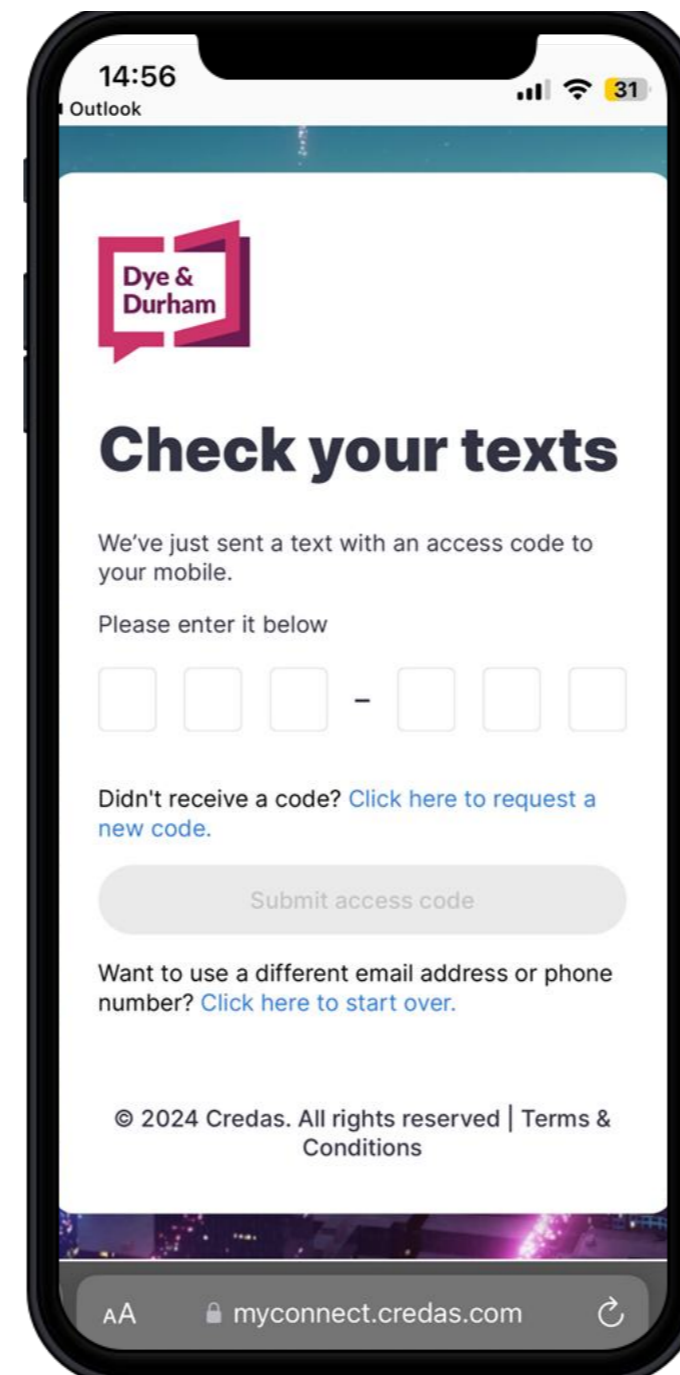 14:56
31
Outlook
Dye &
Durham
Check your texts
We've just sent a text with an access code to
your mobile.
Please enter it below
–
Didn't receive a code? Click here to request a
new code.
Submit access code
Want to use a different email address or phone
number? Click here to start over.
© 2024 Credas. All rights reserved | Terms &
Conditions
AA myconnect.credas.com